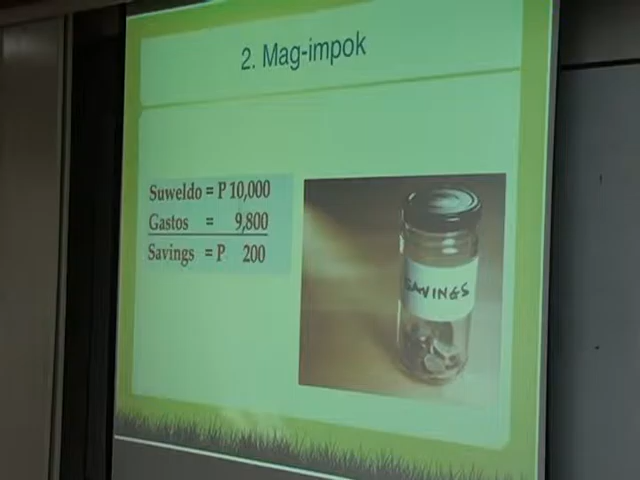 2. Mag-impok
Suweldo = P 10,000
Gastos = 9,800
Savings = P 200
SAVINGS